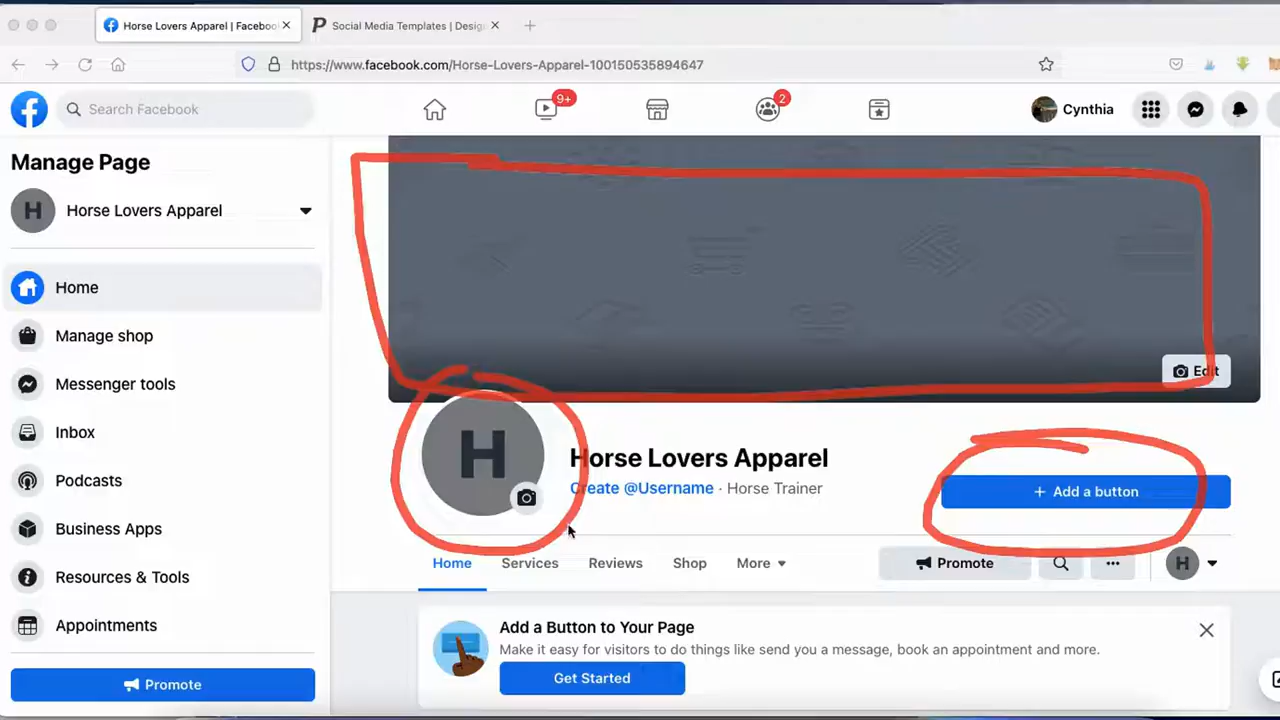 Horse Lovers Apparel | Faceboo
Social Media Templates | Desig
https://www.facebook.com/Horse-Lovers-Apparel-100150535894647
Search Facebook
9+
2
Cynthia
Manage Page
H
Horse Lovers Apparel
Home
Manage shop
Messenger tools
Inbox
Podcasts
Business Apps
Resources & Tools
Appointments
Promote
Edit
H
Horse Lovers Apparel
Create @Username · Horse Trainer
+ Add a button
Home Services Reviews Shop More
Promote
H
Add a Button to Your Page
Make it easy for visitors to do things like send you a message, book an appointment and more.
Get Started